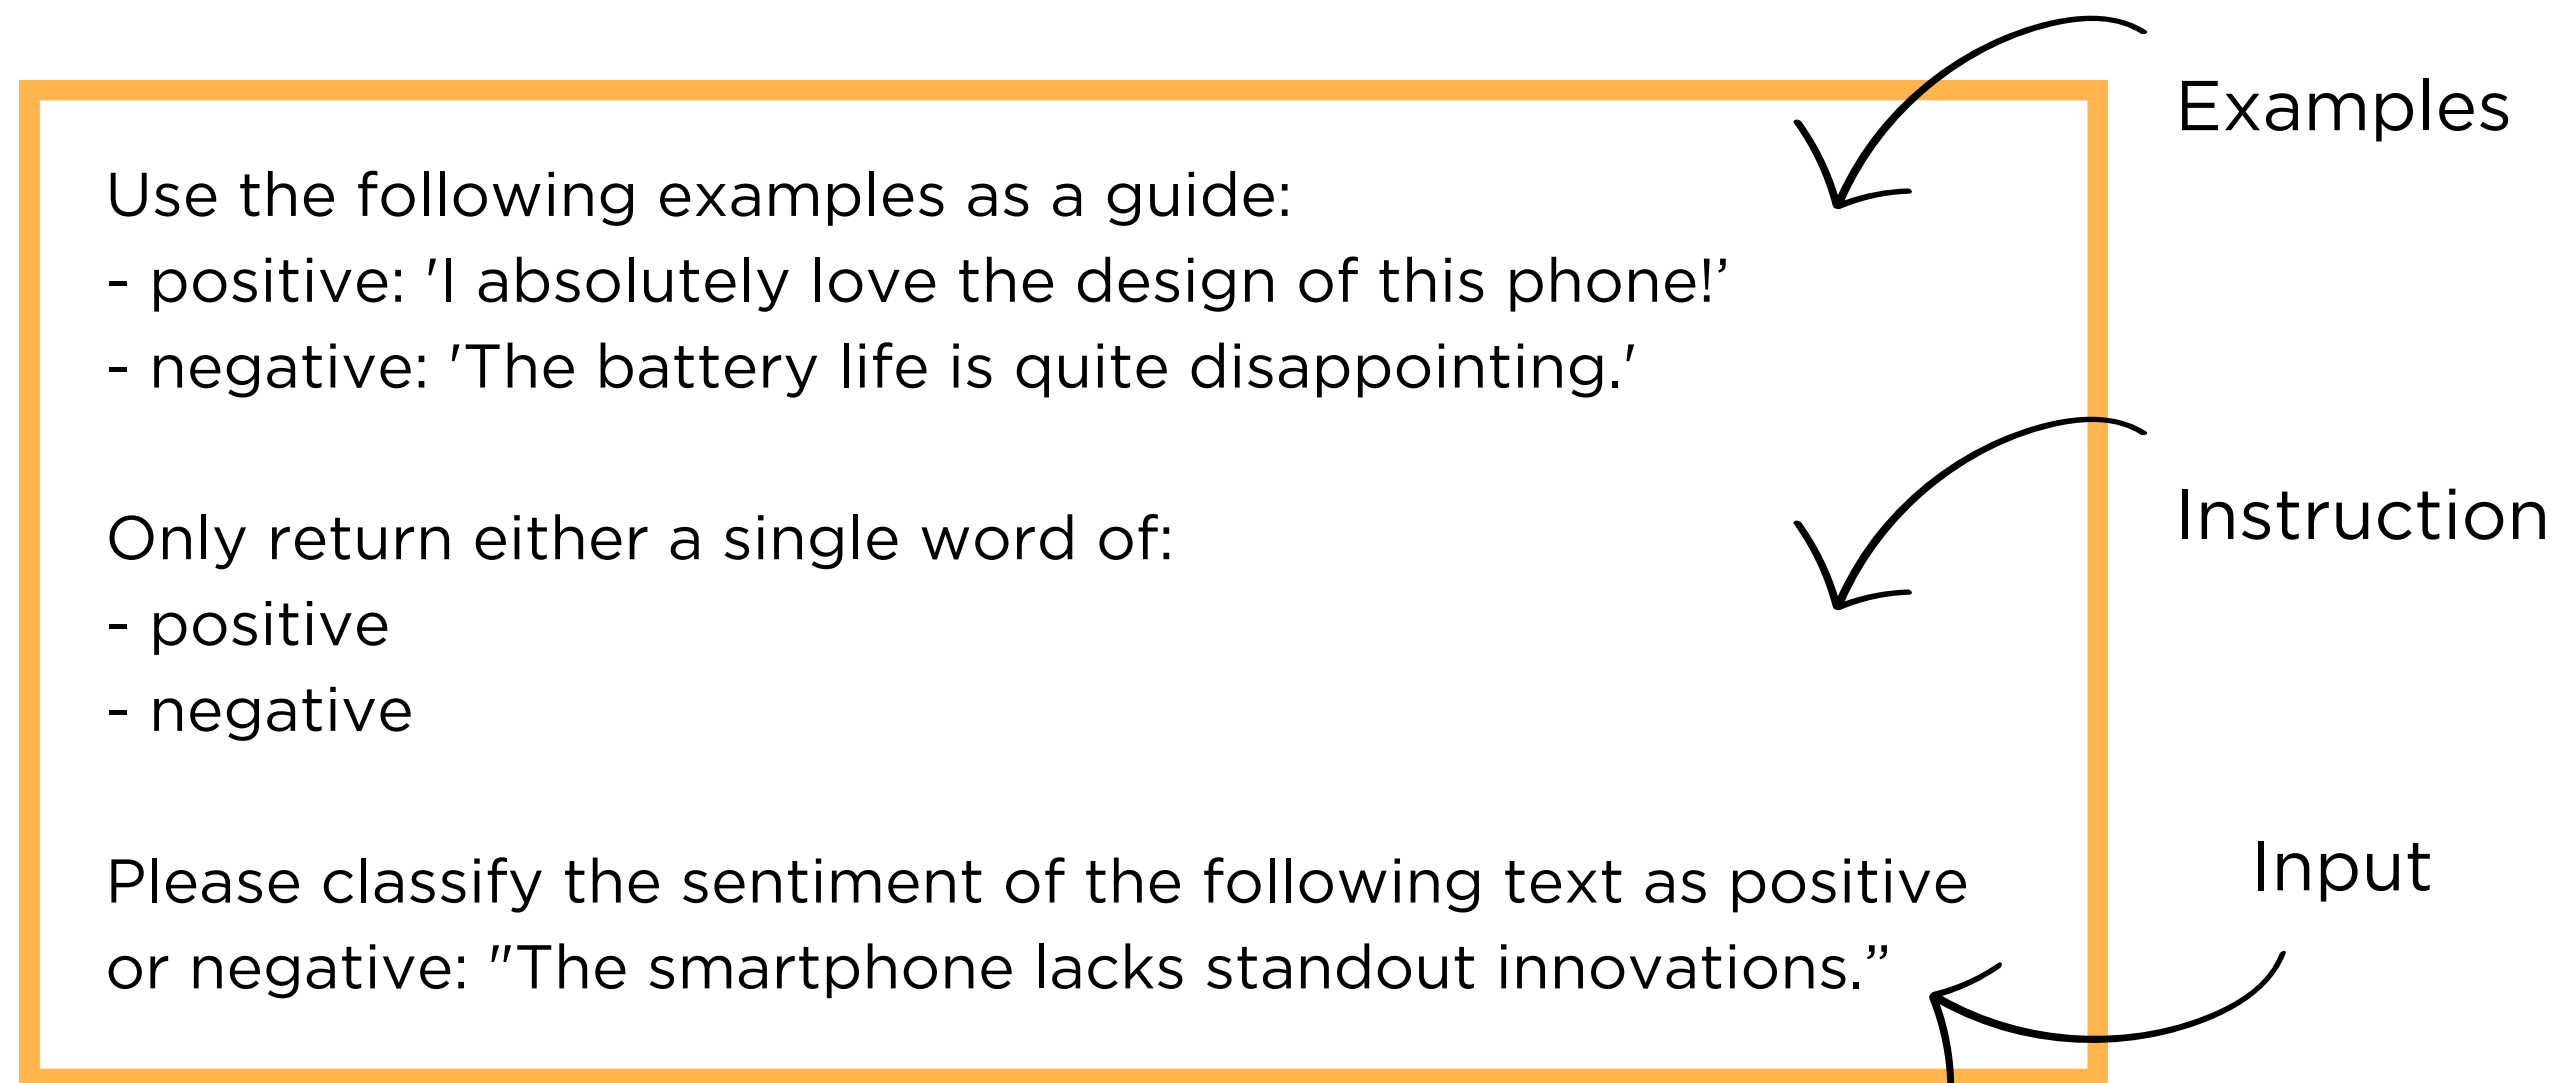 Examples
Use the following examples as a guide:
- positive: 'I absolutely love the design of this phone!’
- negative: 'The battery life is quite disappointing.'
Instruction
Only return either a single word of:
- positive
- negative
Input
Please classify the sentiment of the following text as positive
or negative: "The smartphone lacks standout innovations.”